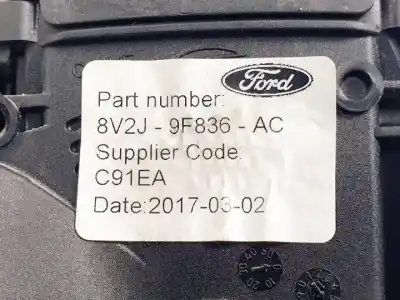 Ford
Part number:
8V2J - 9F836 - AC
Supplier Code:
C91EA
Date:2017-03-02